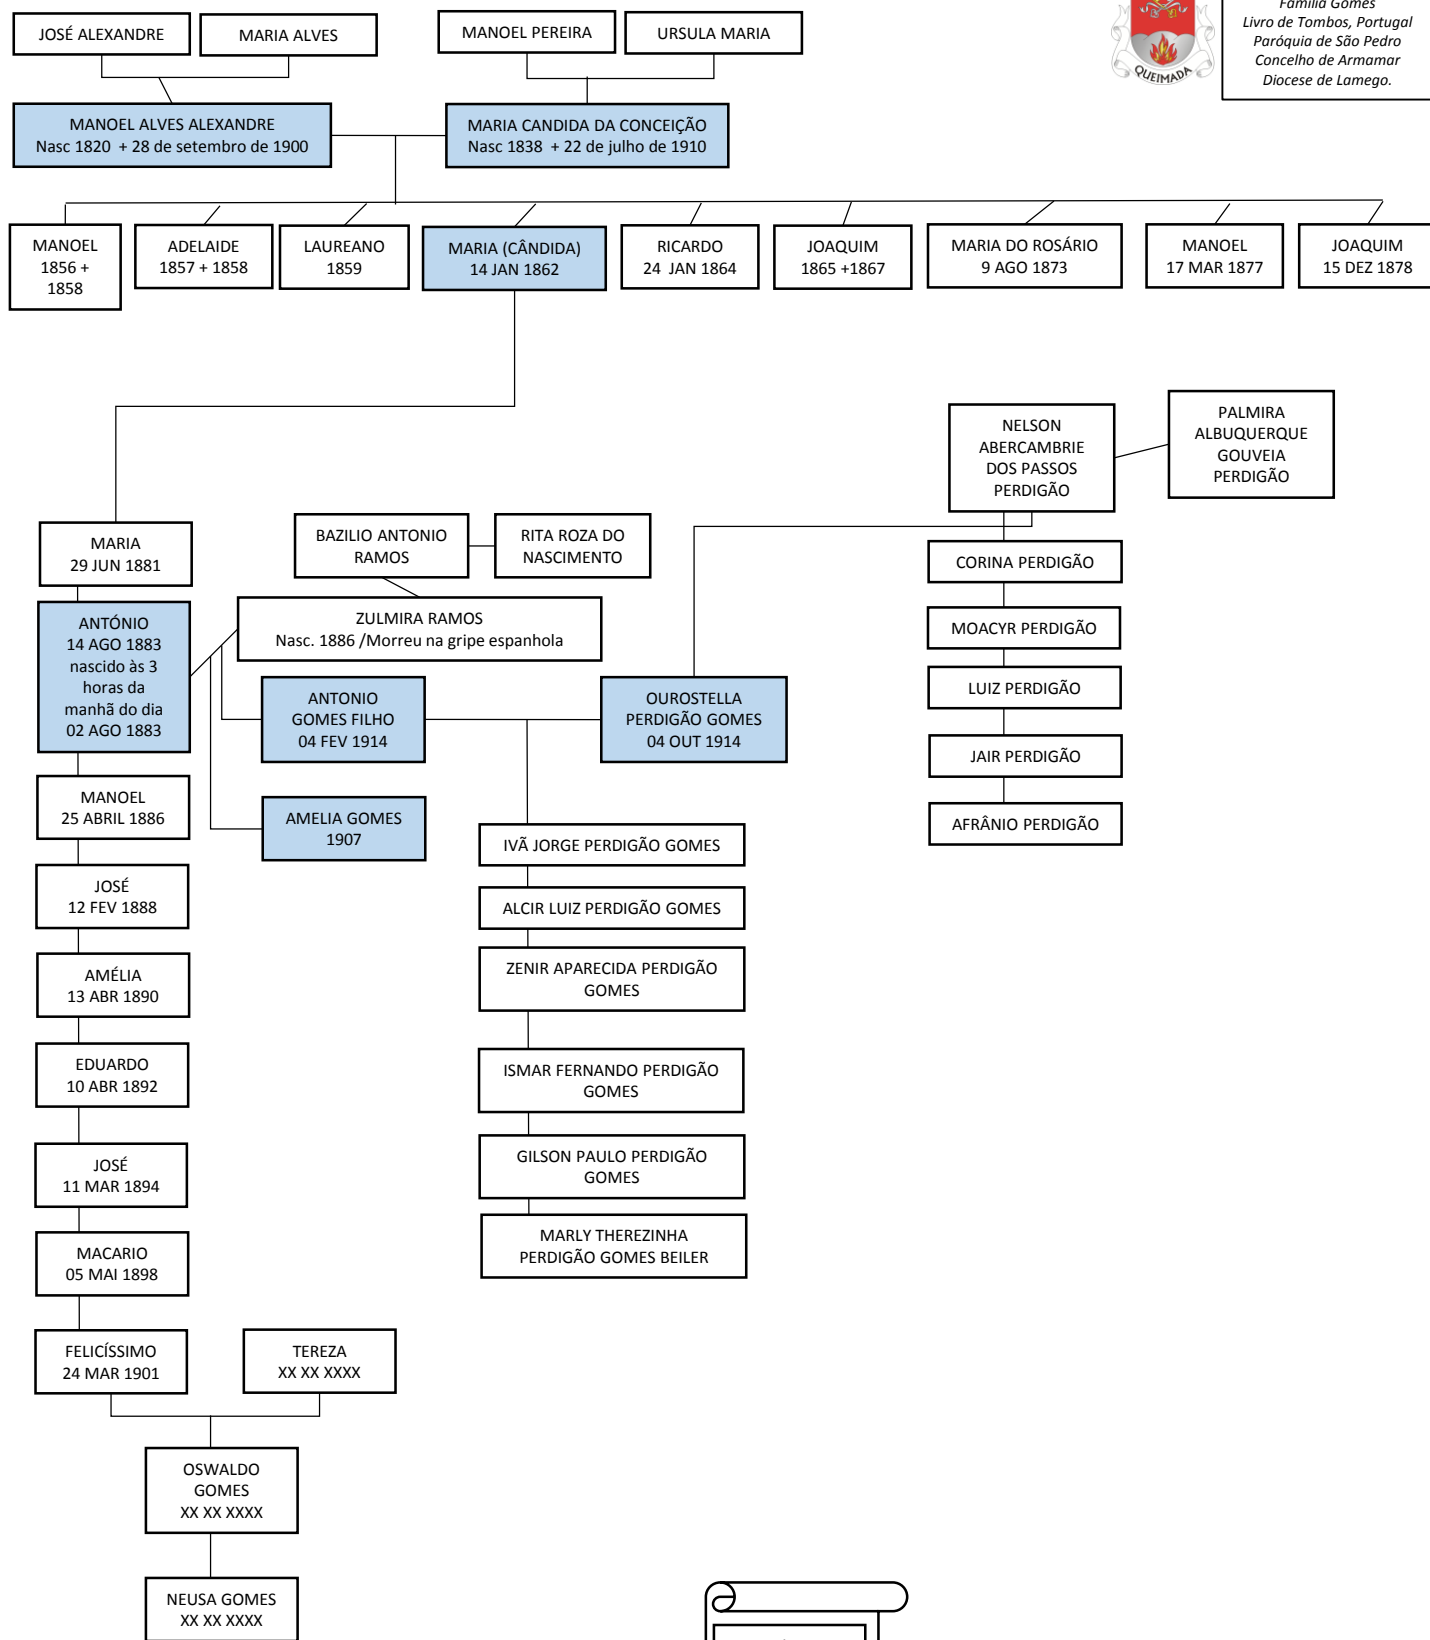 Família Gomes
Livro de Tombos, Portugal
Paróquia de São Pedro
Concelho de Armamar
Diocese de Lamego.
QUEIMADA
JOSÉ ALEXANDRE
MARIA ALVES
MANOEL PEREIRA
URSULA MARIA
MANOEL ALVES ALEXANDRE
Nasc 1820 + 28 de setembro de 1900
MARIA CANDIDA DA CONCEIÇÃO
Nasc 1838 + 22 de julho de 1910
MANOEL
1856 +
1858
ADELAIDE
1857 + 1858
LAUREANO
1859
MARIA (CÂNDIDA)
14 JAN 1862
RICARDO
24 JAN 1864
JOAQUIM
1865 +1867
MARIA DO ROSÁRIO
9 AGO 1873
MANOEL
17 MAR 1877
JOAQUIM
15 DEZ 1878
NELSON
ABERCAMBRIE
DOS PASSOS
PERDIGÃO
PALMIRA
ALBUQUERQUE
GOUVEIA
PERDIGÃO
MARIA
29 JUN 1881
BAZILIO ANTONIO
RAMOS
RITA ROZA DO
NASCIMENTO
CORINA PERDIGÃO
MOACYR PERDIGÃO
LUIZ PERDIGÃO
JAIR PERDIGÃO
AFRÂNIO PERDIGÃO
ANTÓNIO
14 AGO 1883
nascido às 3
horas da
manhã do dia
02 AGO 1883
ZULMIRA RAMOS
Nasc. 1886 /Morreu na gripe espanhola
ANTONIO
GOMES FILHO
04 FEV 1914
OUROSTELLA
PERDIGÃO GOMES
04 OUT 1914
AMELIA GOMES
1907
MANOEL
25 ABRIL 1886
JOSÉ
12 FEV 1888
AMÉLIA
13 ABR 1890
EDUARDO
10 ABR 1892
JOSÉ
11 MAR 1894
MACARIO
05 MAI 1898
FELICÍSSIMO
24 MAR 1901
IVÃ JORGE PERDIGÃO GOMES
ALCIR LUIZ PERDIGÃO GOMES
ZENIR APARECIDA PERDIGÃO
GOMES
ISMAR FERNANDO PERDIGÃO
GOMES
GILSON PAULO PERDIGÃO
GOMES
MARLY THEREZINHA
PERDIGÃO GOMES BEILER
TEREZA
XX XX XXXX
OSWALDO
GOMES
XX XX XXXX
NEUSA GOMES
XX XX XXXX